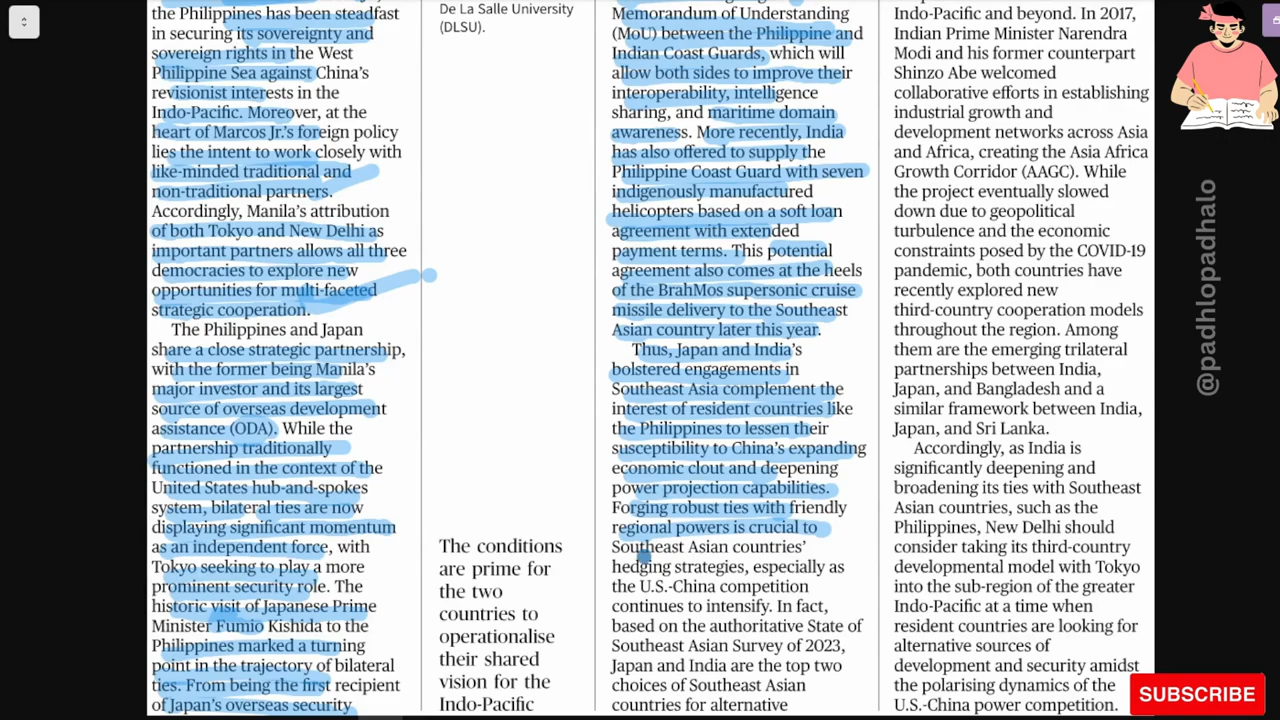 the Philippines has been steadfast
in securing its sovereignty and
sovereign rights in the West
Philippine Sea against China's
revisionist interests in the
Indo-Pacific. Moreover, at the
heart of Marcos Jr.'s foreign policy
lies the intent to work closely with
like-minded traditional and
non-traditional partners.
Accordingly, Manila's attribution
of both Tokyo and New Delhi as
important partners allows all three
democracies to explore new
opportunities for multi-faceted
strategic cooperation.
The Philippines and Japan
share a close strategic partnership,
with the former being Manila's
major investor and its largest
source of overseas development
assistance (ODA). While the
partnership traditionally
functioned in the context of the
United States hub-and-spokes
system, bilateral ties are now
displaying significant momentum
as an independent force, with
Tokyo seeking to play a more
prominent security role. The
historic visit of Japanese Prime
Minister Fumio Kishida to the
Philippines marked a turning
point in the trajectory of bilateral
ties. From being the first recipient
of Japan's overseas security
De La Salle University
(DLSU).
The conditions
are prime for
the two
countries to
operationalise
their shared
vision for the
Indo-Pacific
Memorandum of Understanding
(MoU) between the Philippine and
Indian Coast Guards, which will
allow both sides to improve their
interoperability, intelligence
sharing, and maritime domain
awareness. More recently, India
has also offered to supply the
Philippine Coast Guard with seven
indigenously manufactured
helicopters based on a soft loan
agreement with extended
payment terms. This potential
agreement also comes at the heels
of the BrahMos supersonic cruise
missile delivery to the Southeast
Asian country later this year.
Thus, Japan and India's
bolstered engagements in
Southeast Asia complement the
interest of resident countries like
the Philippines to lessen their
susceptibility to China's expanding
economic clout and deepening
power projection capabilities.
Forging robust ties with friendly
regional powers is crucial to
Southeast Asian countries'
hedging strategies, especially as
the U.S.-China competition
continues to intensify. In fact,
based on the authoritative State of
Southeast Asian Survey of 2023,
Japan and India are the top two
choices of Southeast Asian
countries for alternative
Indo-Pacific and beyond. In 2017,
Indian Prime Minister Narendra
Modi and his former counterpart
Shinzo Abe welcomed
collaborative efforts in establishing
industrial growth and
development networks across Asia
and Africa, creating the Asia Africa
Growth Corridor (AAGC). While
the project eventually slowed
down due to geopolitical
turbulence and the economic
constraints posed by the COVID-19
pandemic, both countries have
recently explored new
third-country cooperation models
throughout the region. Among
them are the emerging trilateral
partnerships between India,
Japan, and Bangladesh and a
similar framework between India,
Japan, and Sri Lanka.
Accordingly, as India is
significantly deepening and
broadening its ties with Southeast
Asian countries, such as the
Philippines, New Delhi should
consider taking its third-country
developmental model with Tokyo
into the sub-region of the greater
Indo-Pacific at a time when
resident countries are looking for
alternative sources of
development and security amidst
the polarising dynamics of the
U.S.-China power competition.
@padhlopadhalo
SUBSCRIBE